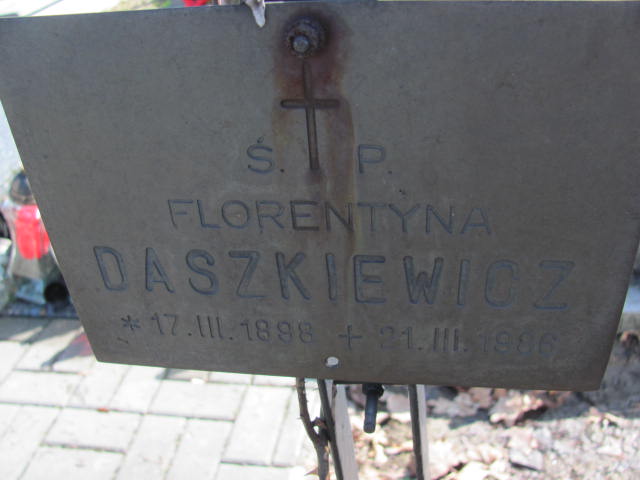 Ś. P.
FLORENTYNA
DASZKIEWICZ
* 17.III.1898 + 21.III.1986